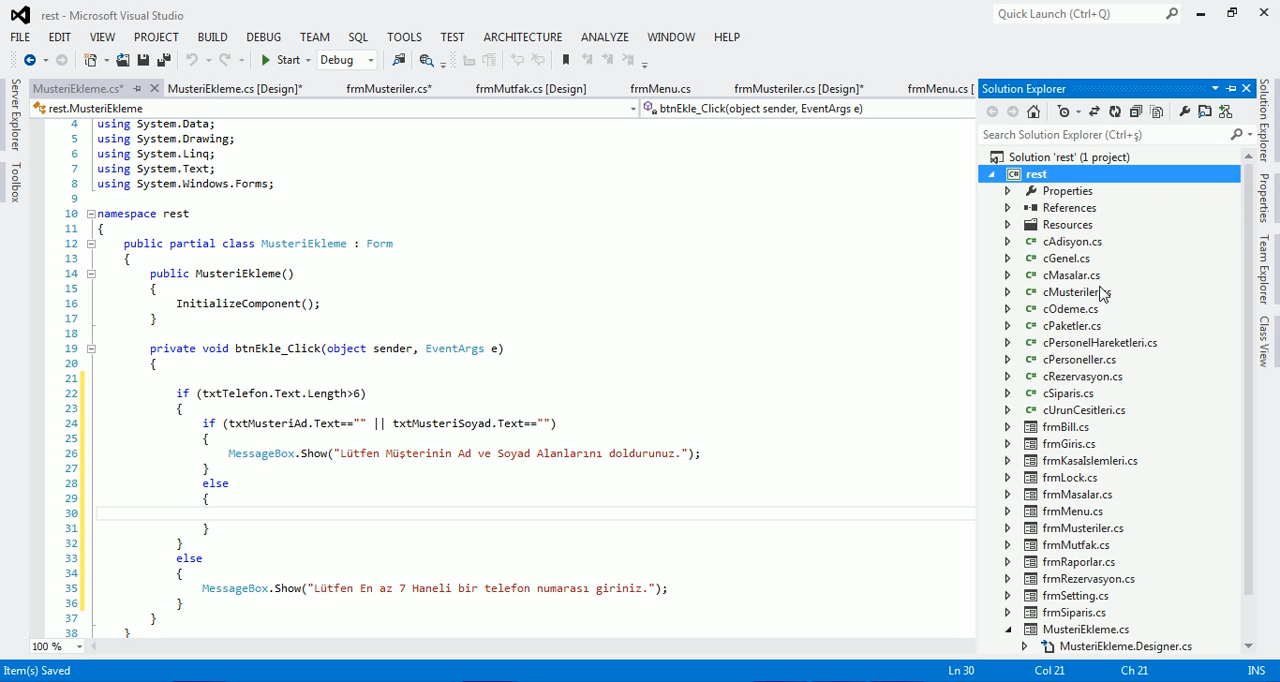 rest - Microsoft Visual Studio
Quick Launch (Ctrl+Q)
FILE EDIT VIEW PROJECT BUILD DEBUG TEAM SQL TOOLS TEST ARCHITECTURE ANALYZE WINDOW HELP
Start Debug
MusteriEkleme.cs* MusteriEkleme.cs [Design]* frmMusteriler.cs* frmMutfak.cs [Design] frmMenu.cs frmMusteriler.cs [Design]* frmMenu.cs [
rest.MusteriEkleme btnEkle_Click(object sender, EventArgs e)
4 using System.Data;
5 using System.Drawing;
6 using System.Linq;
7 using System.Text;
8 using System.Windows.Forms;
9
10 namespace rest
11 {
12 public partial class MusteriEkleme : Form
13 {
14 public MusteriEkleme()
15 {
16 InitializeComponent();
17 }
18
19 private void btnEkle_Click(object sender, EventArgs e)
20 {
21
22 if (txtTelefon.Text.Length>6)
23 {
24 if (txtMusteriAd.Text=="" || txtMusteriSoyad.Text=="")
25 {
26 MessageBox.Show("Lütfen Müşterinin Ad ve Soyad Alanlarını doldurunuz.");
27 }
28 else
29 {
30
31 }
32 }
33 else
34 {
35 MessageBox.Show("Lütfen En az 7 Haneli bir telefon numarası giriniz.");
36 }
37 }
38 }
100 %
Server Explorer
Toolbox
Solution Explorer
Search Solution Explorer (Ctrl+ş)
Solution 'rest' (1 project)
rest
Properties
References
Resources
cAdisyon.cs
cGenel.cs
cMasalar.cs
cMusteriler.cs
cOdeme.cs
cPaketler.cs
cPersonelHareketleri.cs
cPersoneller.cs
cRezervasyon.cs
cSiparis.cs
cUrunCesitleri.cs
frmBill.cs
frmGiris.cs
frmKasaIslemleri.cs
frmLock.cs
frmMasalar.cs
frmMenu.cs
frmMusteriler.cs
frmMutfak.cs
frmRaporlar.cs
frmRezervasyon.cs
frmSetting.cs
frmSiparis.cs
MusteriEkleme.cs
MusteriEkleme.Designer.cs
Solution Explorer
Properties
Team Explorer
Class View
Item(s) Saved Ln 30 Col 21 Ch 21 INS